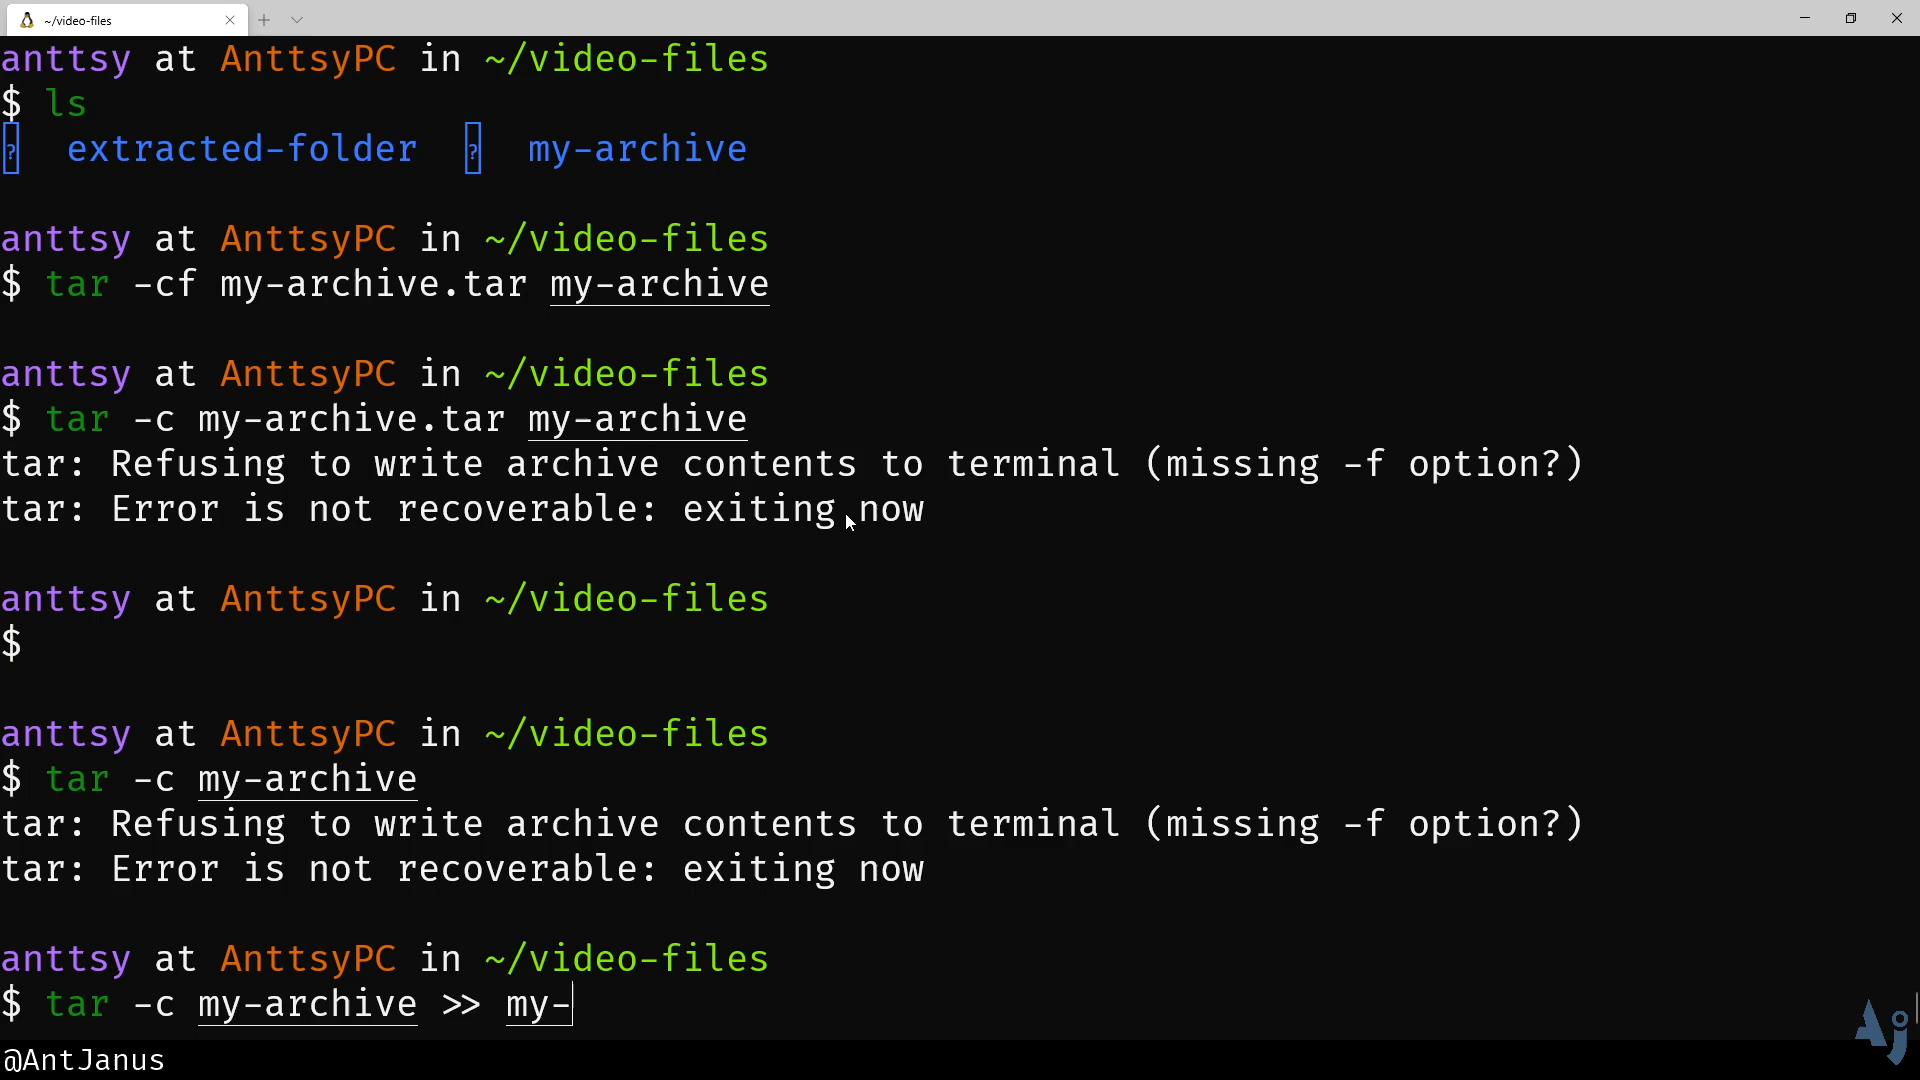 ~/video-files
anttsy at AnttsyPC in ~/video-files
$ ls
extracted-folder my-archive
anttsy at AnttsyPC in ~/video-files
$ tar -cf my-archive.tar my-archive
anttsy at AnttsyPC in ~/video-files
$ tar -c my-archive.tar my-archive
tar: Refusing to write archive contents to terminal (missing -f option?)
tar: Error is not recoverable: exiting now
anttsy at AnttsyPC in ~/video-files
$
anttsy at AnttsyPC in ~/video-files
$ tar -c my-archive
tar: Refusing to write archive contents to terminal (missing -f option?)
tar: Error is not recoverable: exiting now
anttsy at AnttsyPC in ~/video-files
$ tar -c my-archive >> my-
@AntJanus
Aj